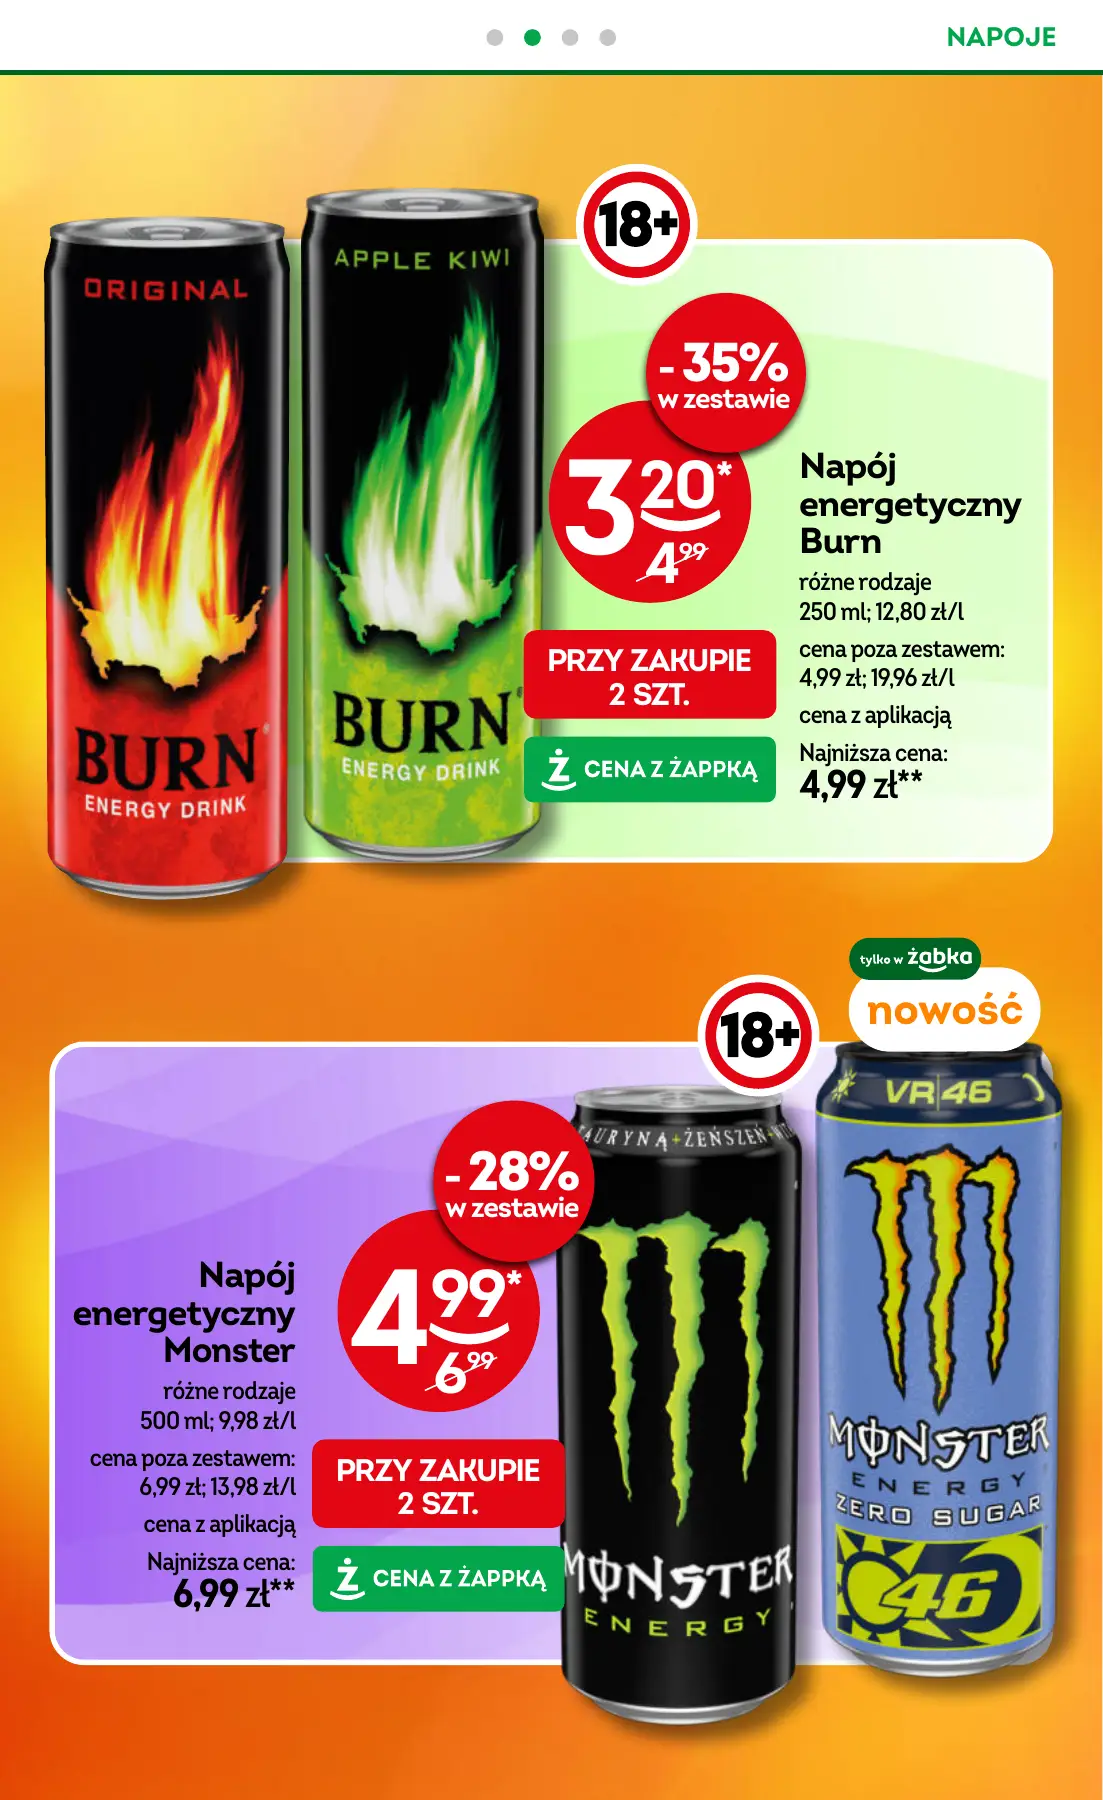 NAPOJE
18+
ORIGINAL
APPLE KIWI
- 35%
w zestawie
3 20*
4 99
Napój
energetyczny
Burn
różne rodzaje
250 ml; 12,80 zł/l
cena poza zestawem:
4,99 zł; 19,96 zł/l
cena z aplikacją
Najniższa cena:
4,99 zł**
PRZY ZAKUPIE
2 SZT.
Ż CENA Z ŻAPPKĄ
BURN®
ENERGY DRINK
BURN®
ENERGY DRINK
tylko w żabka
nowość
18+
VR|46
TAURYNĄ+ŻEŃSZEŃ+
- 28%
w zestawie
4 99*
6 99
Napój
energetyczny
Monster
różne rodzaje
500 ml; 9,98 zł/l
cena poza zestawem:
6,99 zł; 13,98 zł/l
cena z aplikacją
Najniższa cena:
6,99 zł**
PRZY ZAKUPIE
2 SZT.
Ż CENA Z ŻAPPKĄ
MONSTER
ENERGY
MONSTER
ENERGY
ZERO SUGAR
46